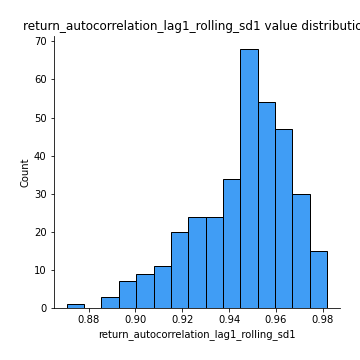 return_autocorrelation_lag1_rolling_sd1 value distributic
70
60
50
40
30
20
10
0
Count
0.88 0.90 0.92 0.94 0.96 0.98
return_autocorrelation_lag1_rolling_sd1